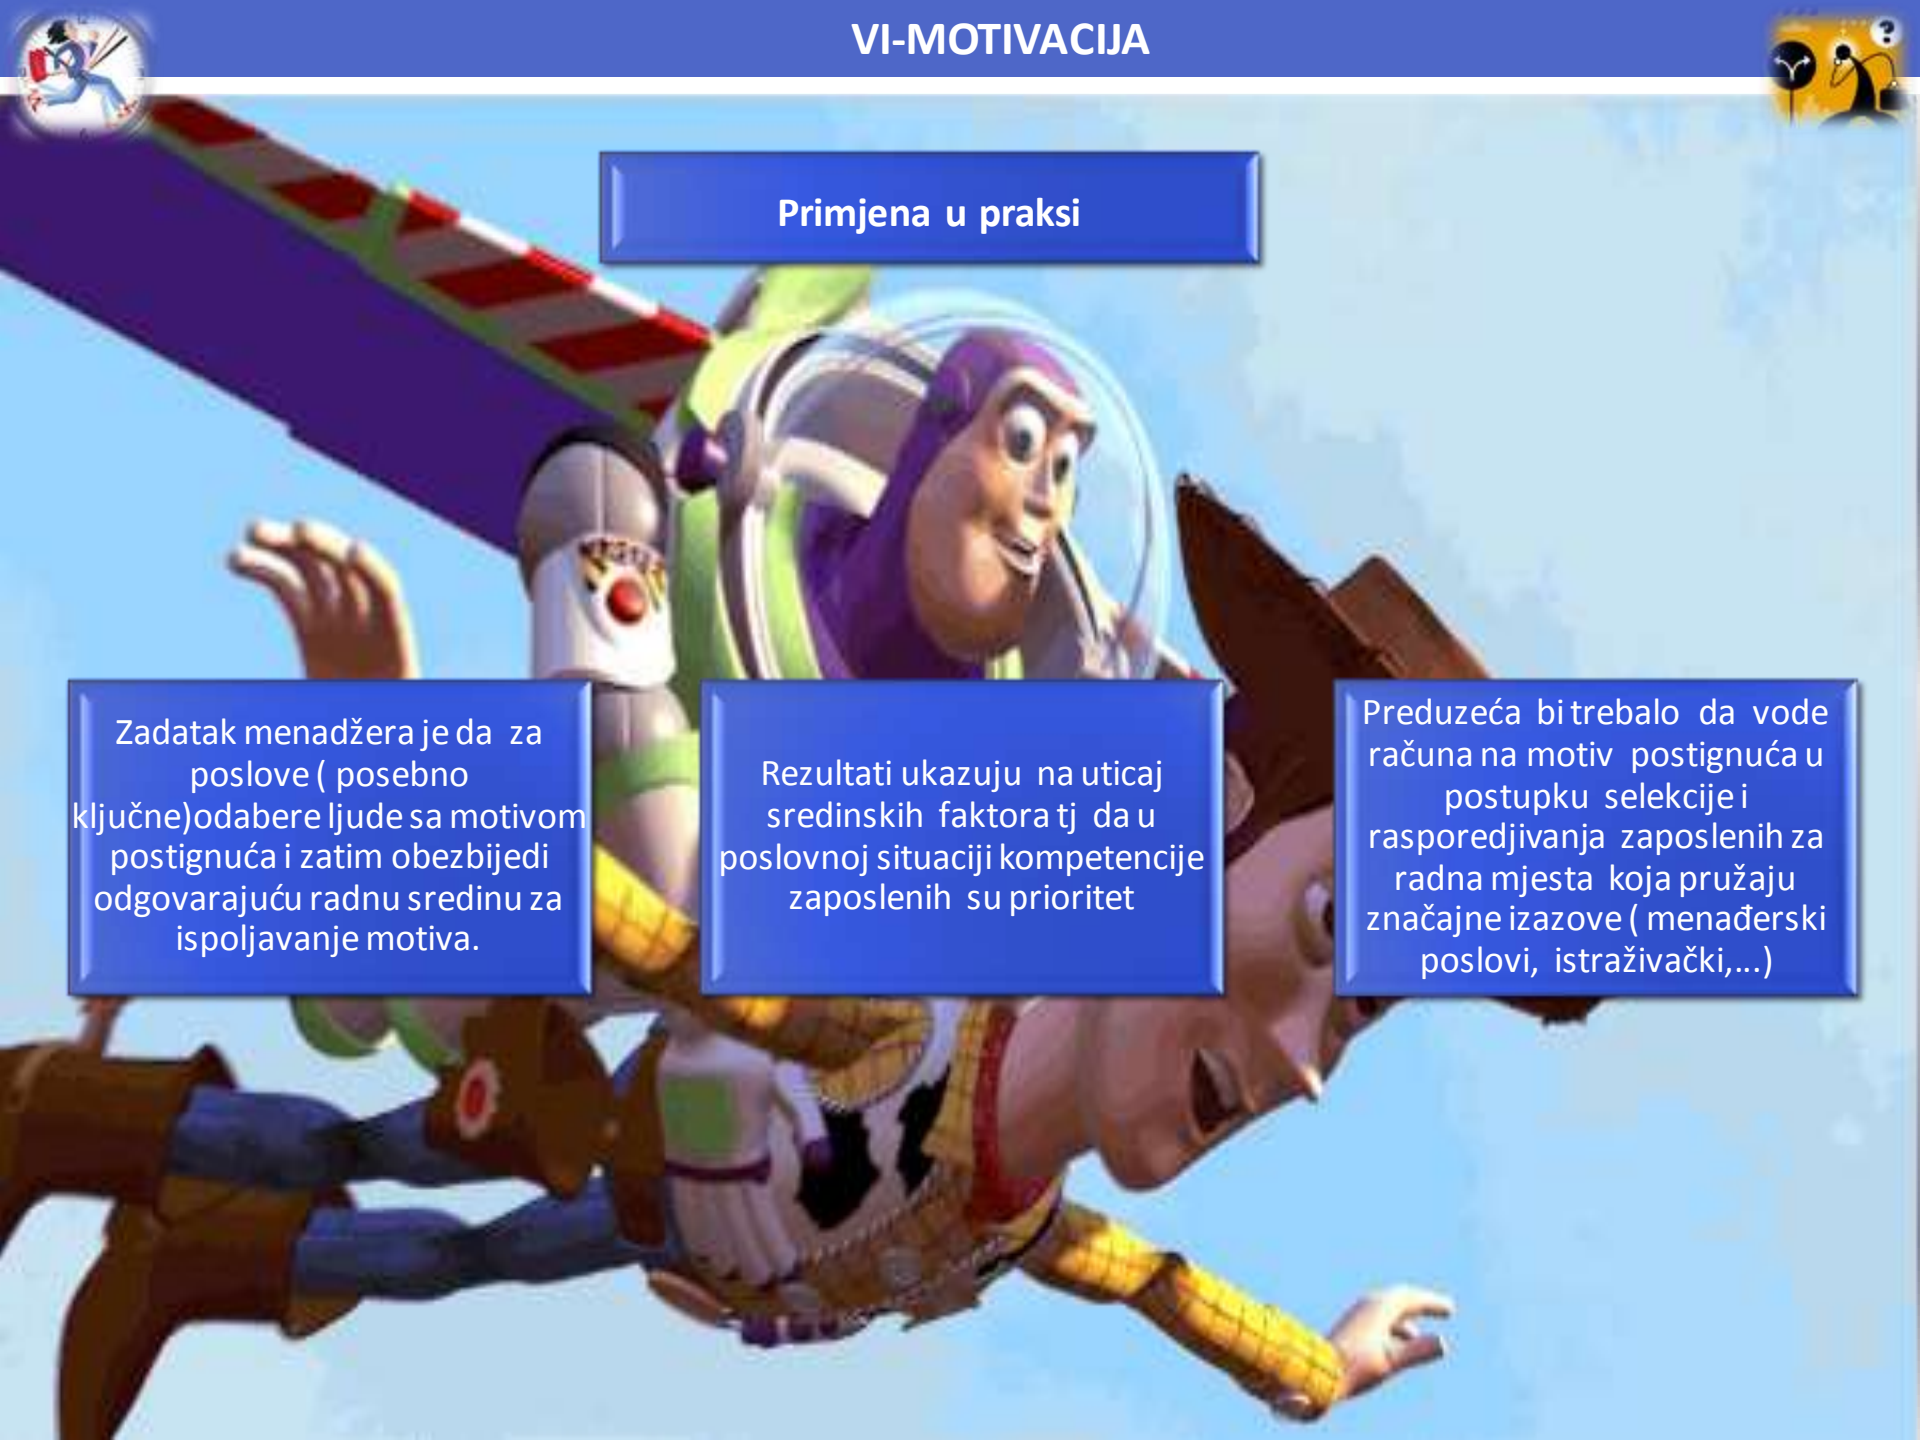 VI-MOTIVACIJA
?
Primjena u praksi
Zadatak menadžera je da za
poslove ( posebno
ključne)odabere ljude sa motivom
postignuća i zatim obezbijedi
odgovarajuću radnu sredinu za
ispoljavanje motiva.
Rezultati ukazuju na uticaj
sredinskih faktora tj da u
poslovnoj situaciji kompetencije
zaposlenih su prioritet
Preduzeća bi trebalo da vode
računa na motiv postignuća u
postupku selekcije i
rasporedjivanja zaposlenih za
radna mjesta koja pružaju
značajne izazove ( menađerski
poslovi, istraživački,...)